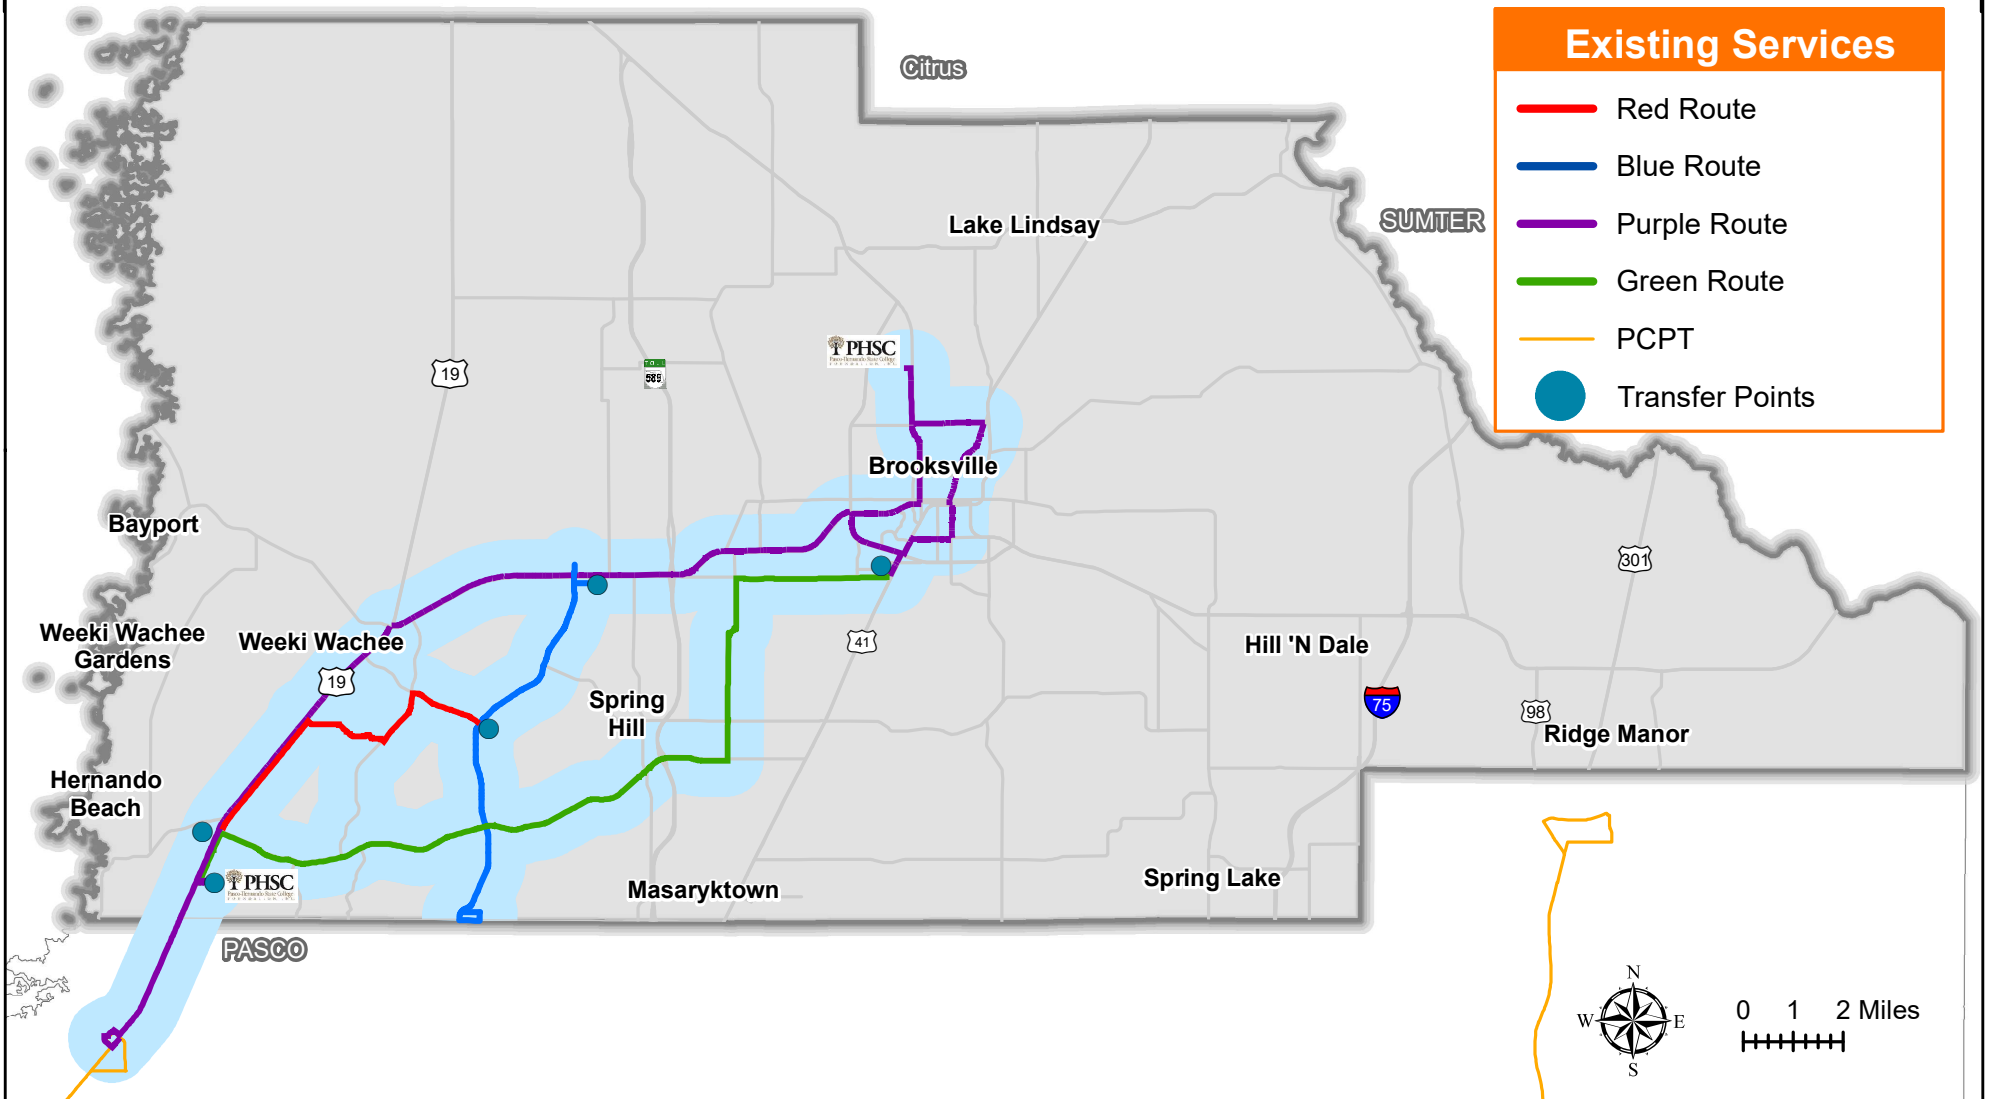 Existing Services
Red Route
Blue Route
Purple Route
Green Route
PCPT
Transfer Points
Citrus
SUMTER
Lake Lindsay
PHSC
19
589
Brooksville
Bayport
301
Weeki Wachee
Gardens
Weeki Wachee
41
Hill 'N Dale
19
Spring
Hill
75
98
Ridge Manor
Hernando
Beach
PHSC
Masaryktown
Spring Lake
PASCO
N
W
E
S
0 1 2 Miles